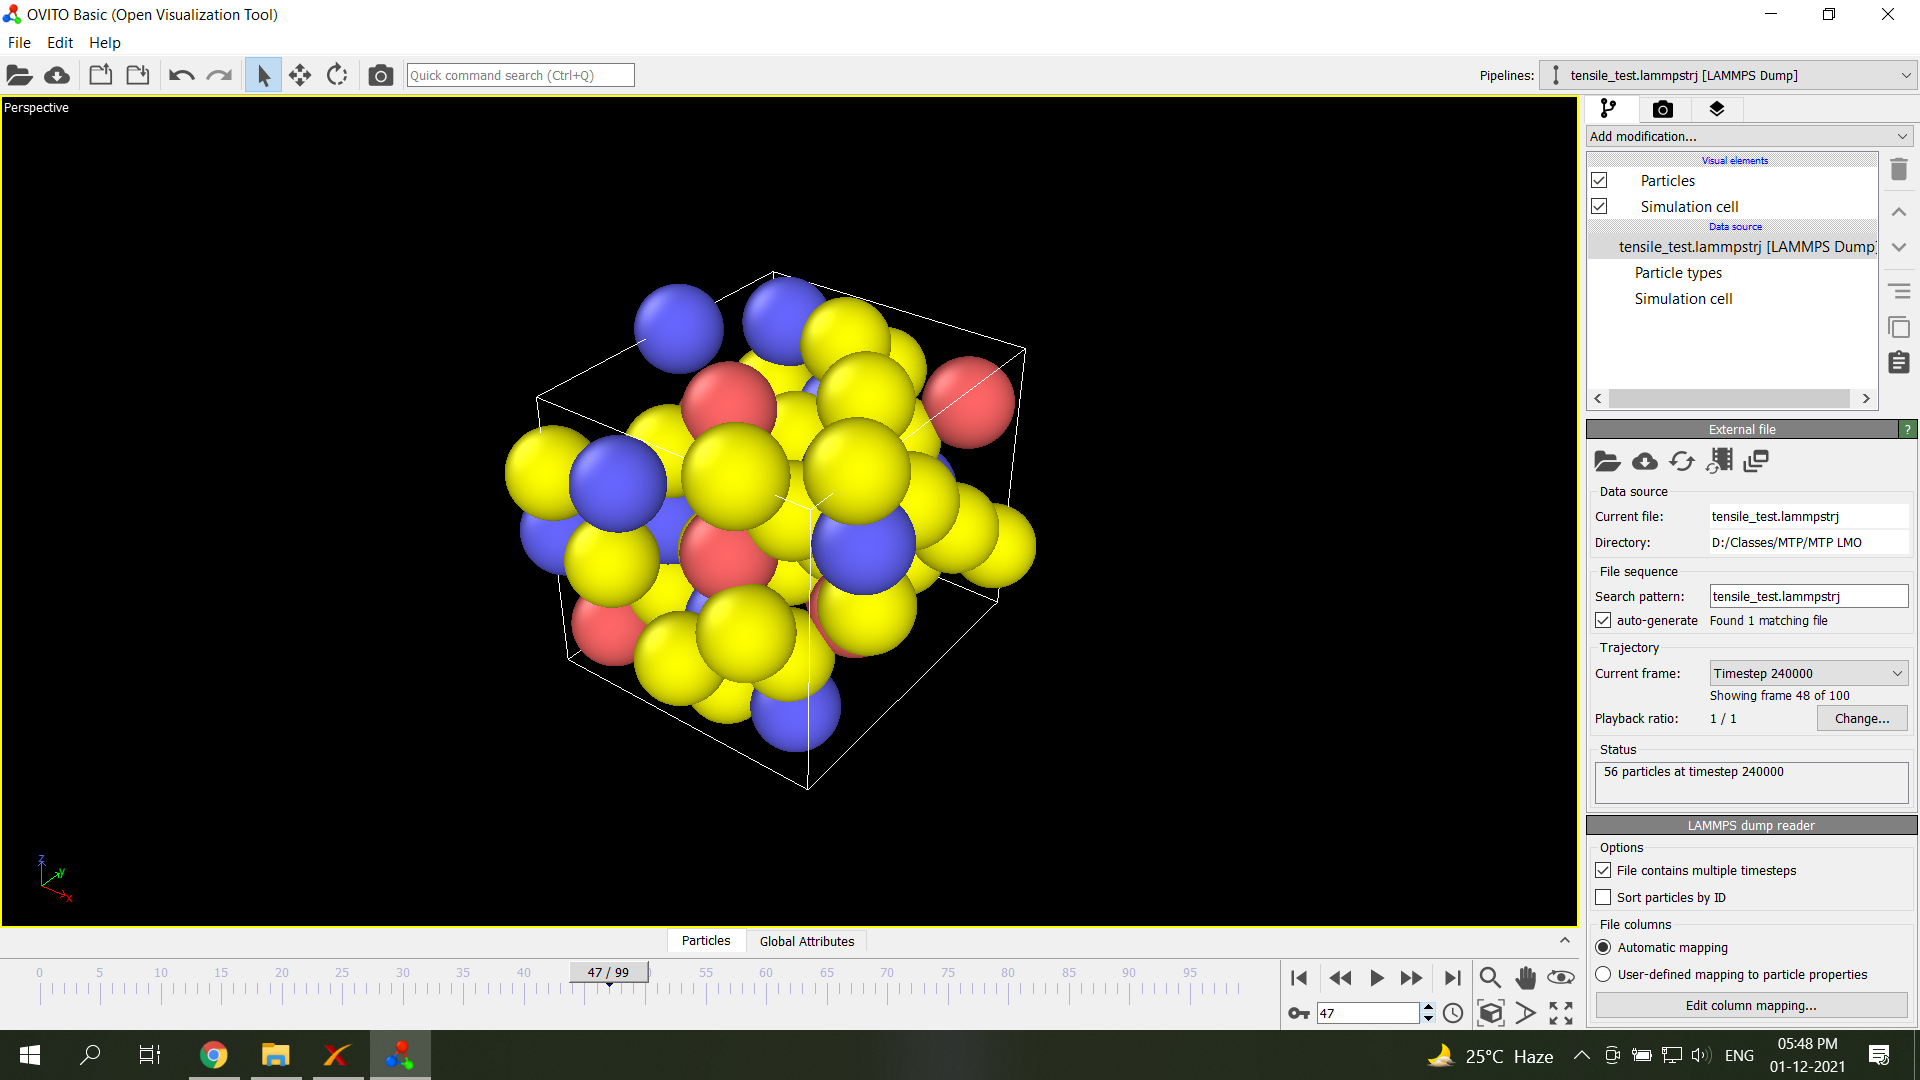 OVITO Basic (Open Visualization Tool)
File Edit Help
Quick command search (Ctrl+Q)
Pipelines: tensile_test.lammpstrj [LAMMPS Dump]
Perspective
Add modification...
Visual elements
Particles
Simulation cell
Data source
tensile_test.lammpstrj [LAMMPS Dump]
Particle types
Simulation cell
External file ?
Data source
Current file: tensile_test.lammpstrj
Directory: D:/Classes/MTP/MTP LMO
File sequence
Search pattern: tensile_test.lammpstrj
auto-generate Found 1 matching file
Trajectory
Current frame: Timestep 240000
Showing frame 48 of 100
Playback ratio: 1 / 1 Change...
Status
56 particles at timestep 240000
LAMMPS dump reader
Options
File contains multiple timesteps
Sort particles by ID
File columns
Automatic mapping
User-defined mapping to particle properties
Edit column mapping...
z
y
x
Particles Global Attributes
0 5 10 15 20 25 30 35 40 47 / 99 55 60 65 70 75 80 85 90 95
47
25°C Haze ENG 05:48 PM
01-12-2021